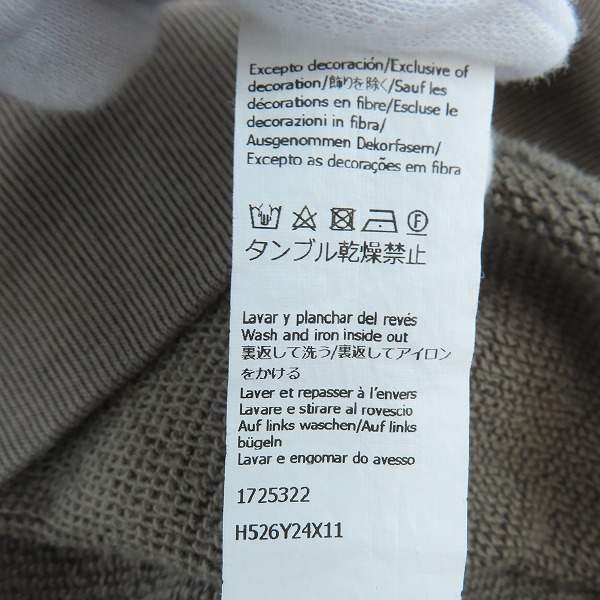 Excepto decoración/Exclusive of
decoration/飾りを除く/Sauf les
décorations en fibre/Escluse le
decorazioni in fibra/
Ausgenommen Dekorfasern/
Excepto as decorações em fibra
F
タンブル乾燥禁止
Lavar y planchar del revés
Wash and iron inside out
裏返して洗う/裏返してアイロン
をかける
Laver et repasser à l'envers
Lavare e stirare al rovescio
Auf links waschen/Auf links
bügeln
Lavar e engomar do avesso
1725322
H526Y24X11